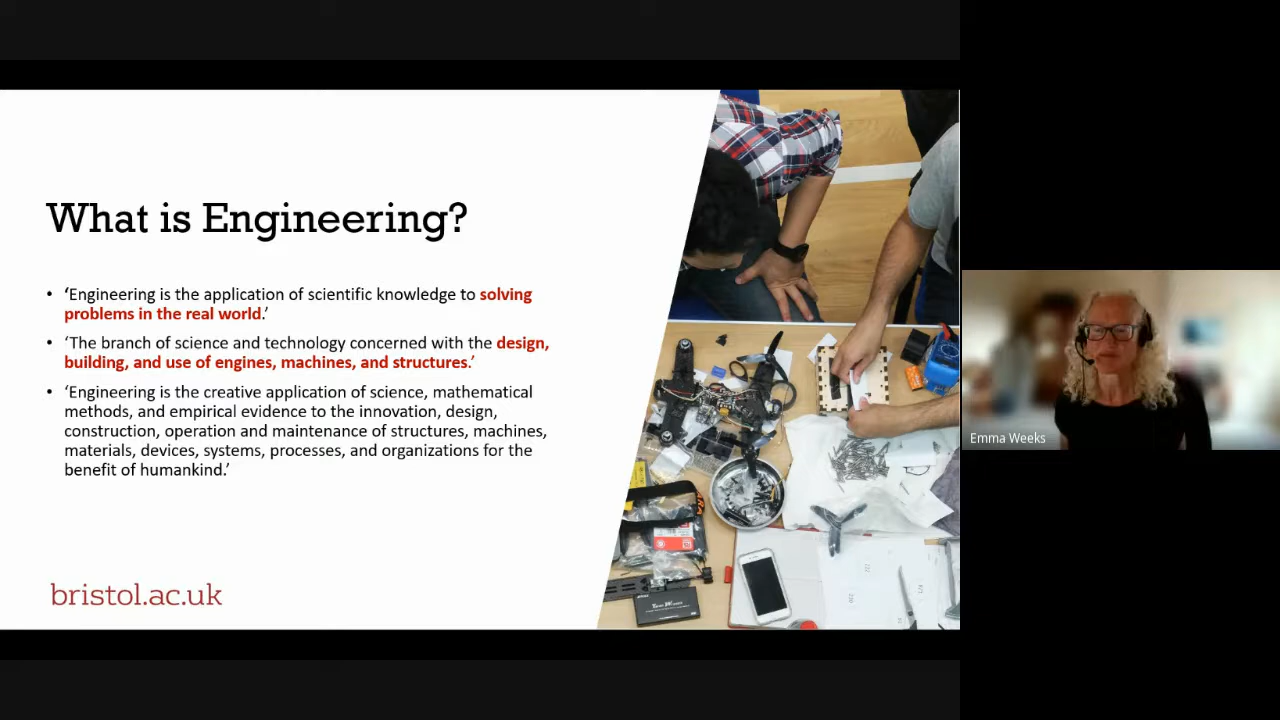 What is Engineering?
• ‘Engineering is the application of scientific knowledge to solving
problems in the real world.’
• ‘The branch of science and technology concerned with the design,
building, and use of engines, machines, and structures.’
• ‘Engineering is the creative application of science, mathematical
methods, and empirical evidence to the innovation, design,
construction, operation and maintenance of structures, machines,
materials, devices, systems, processes, and organizations for the
benefit of humankind.’
bristol.ac.uk
Emma Weeks